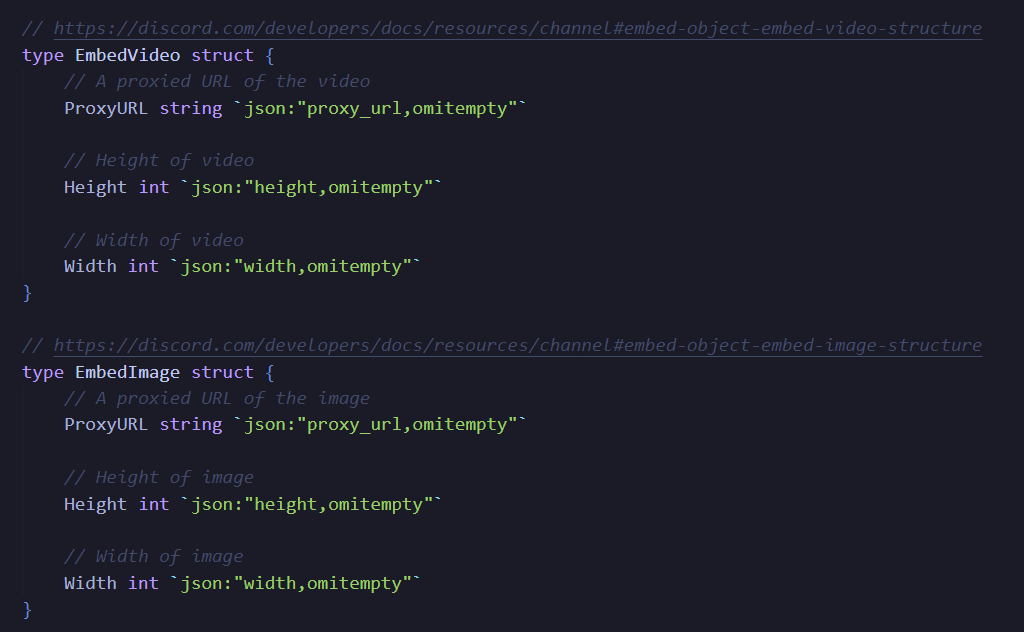 // https://discord.com/developers/docs/resources/channel#embed-object-embed-video-structure
type EmbedVideo struct {
    // A proxied URL of the video
    ProxyURL string `json:"proxy_url,omitempty"`

    // Height of video
    Height int `json:"height,omitempty"`

    // Width of video
    Width int `json:"width,omitempty"`
}

// https://discord.com/developers/docs/resources/channel#embed-object-embed-image-structure
type EmbedImage struct {
    // A proxied URL of the image
    ProxyURL string `json:"proxy_url,omitempty"`

    // Height of image
    Height int `json:"height,omitempty"`

    // Width of image
    Width int `json:"width,omitempty"`
}